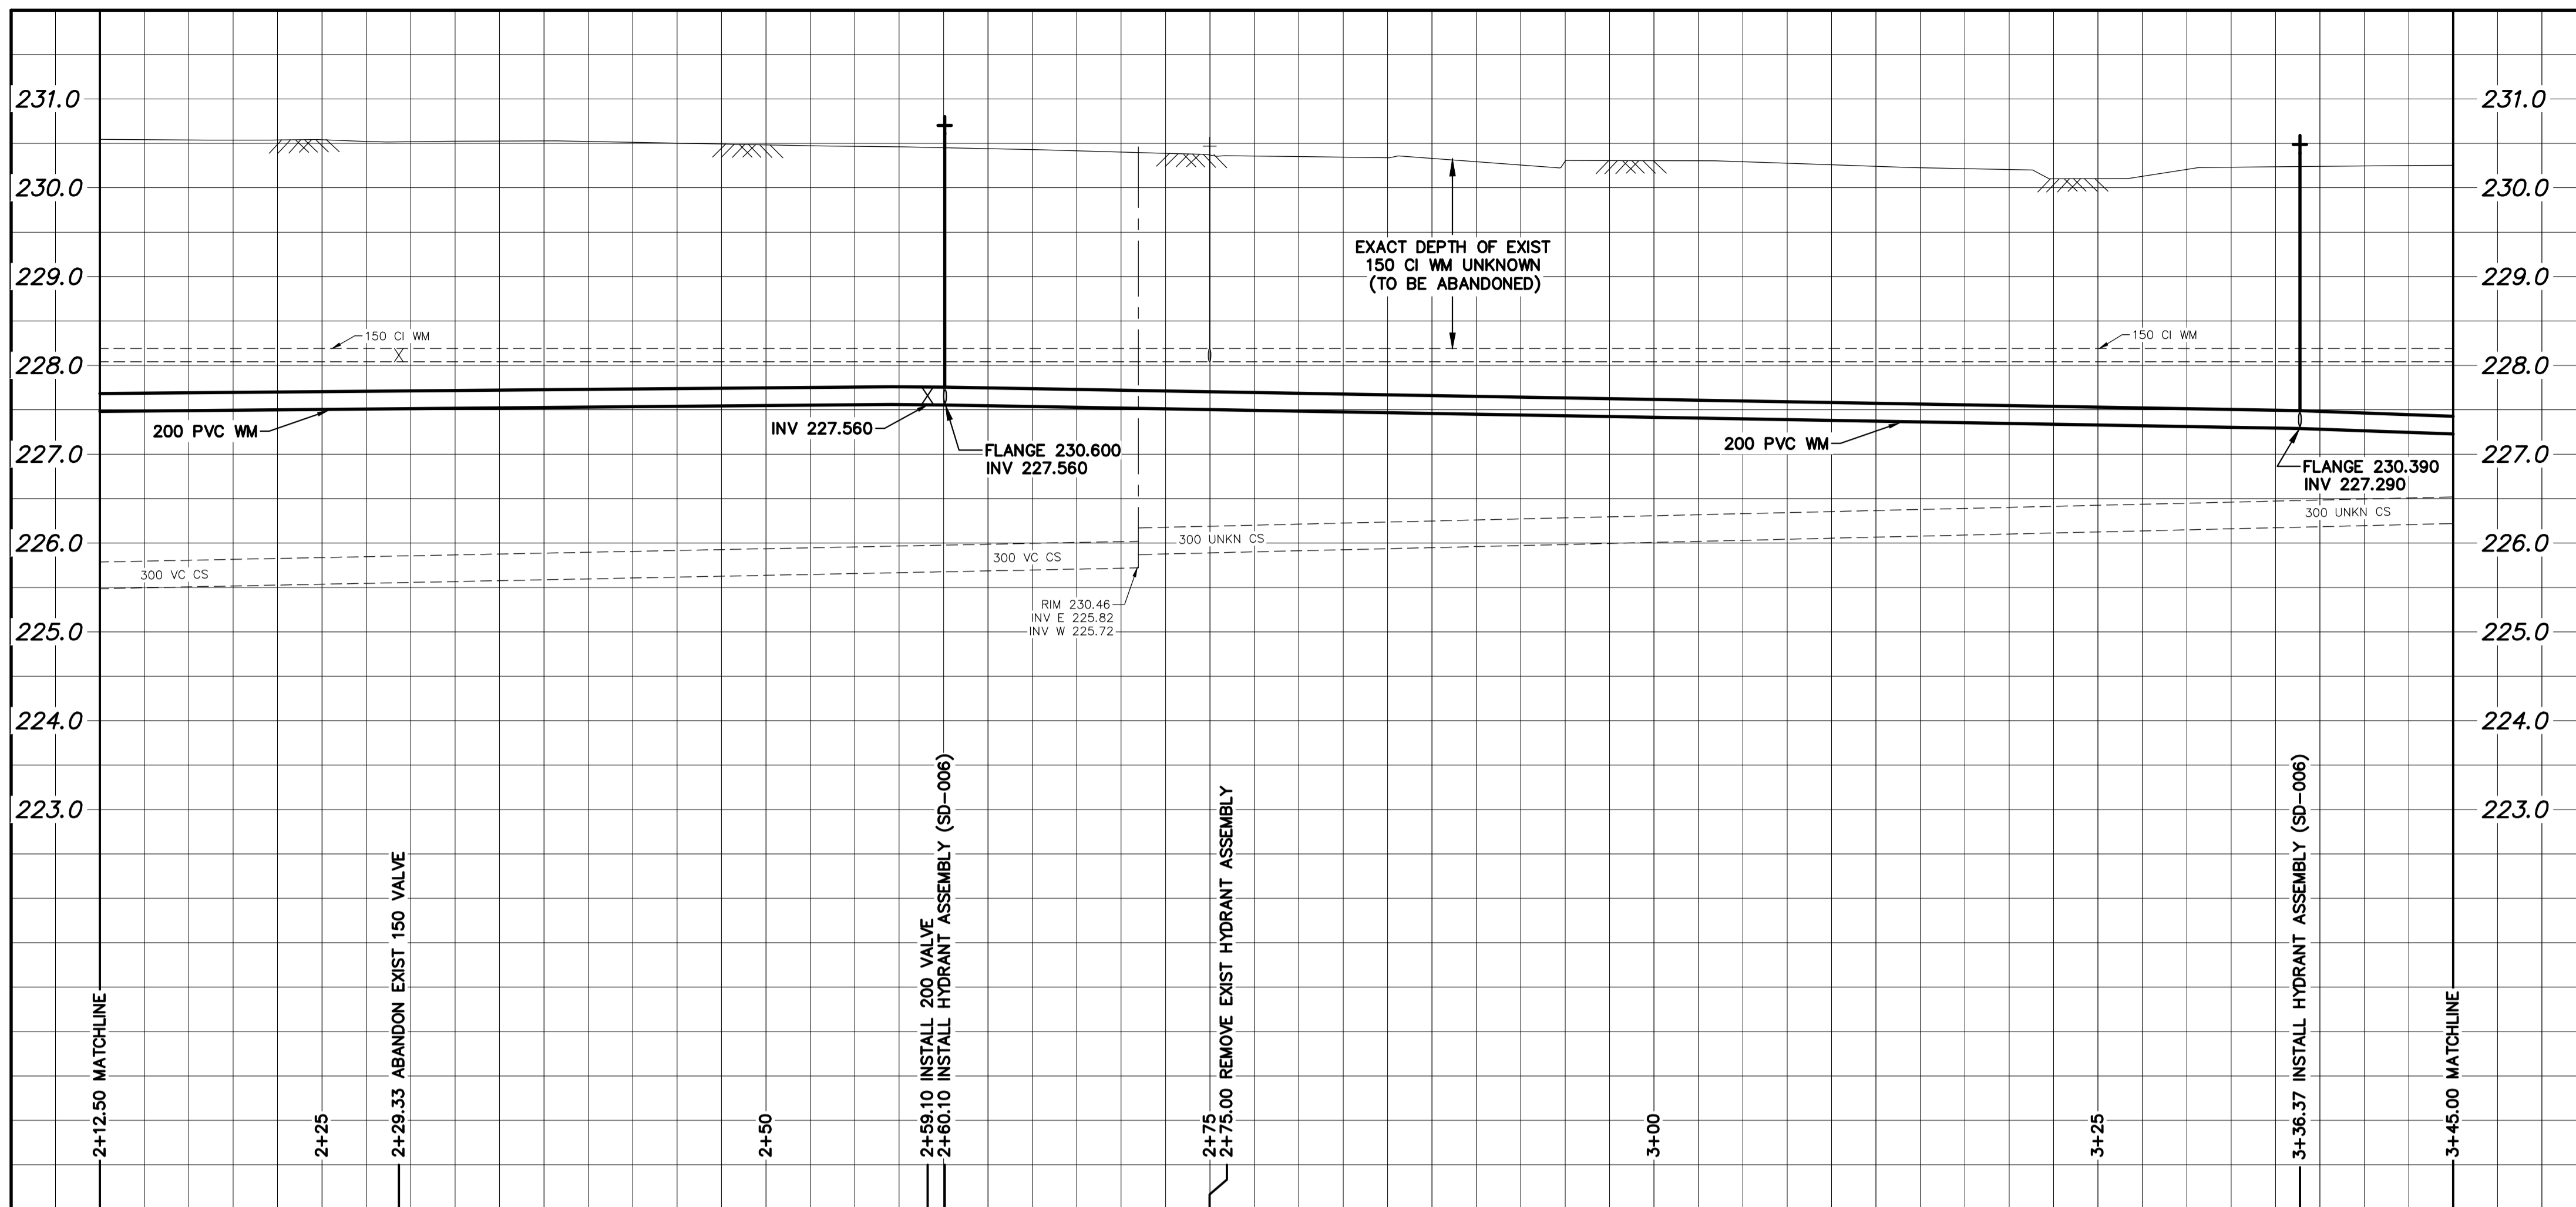 231.0
231.0
230.0
230.0
EXACT DEPTH OF EXIST
150 CI WM UNKNOWN
(TO BE ABANDONED)
229.0
229.0
150 CI WM
150 CI WM
228.0
228.0
200 PVC WM
INV 227.560
FLANGE 230.600
INV 227.560
200 PVC WM
227.0
227.0
FLANGE 230.390
INV 227.290
300 UNKN CS
300 UNKN CS
226.0
226.0
300 VC CS
300 VC CS
RIM 230.46
INV E 225.82
INV W 225.72
225.0
225.0
224.0
224.0
223.0
223.0
2+12.50 MATCHLINE
2+25
2+29.33 ABANDON EXIST 150 VALVE
2+50
2+59.10 INSTALL 200 VALVE
2+60.10 INSTALL HYDRANT ASSEMBLY (SD-006)
2+75
2+75.00 REMOVE EXIST HYDRANT ASSEMBLY
3+00
3+25
3+36.37 INSTALL HYDRANT ASSEMBLY (SD-006)
3+45.00 MATCHLINE